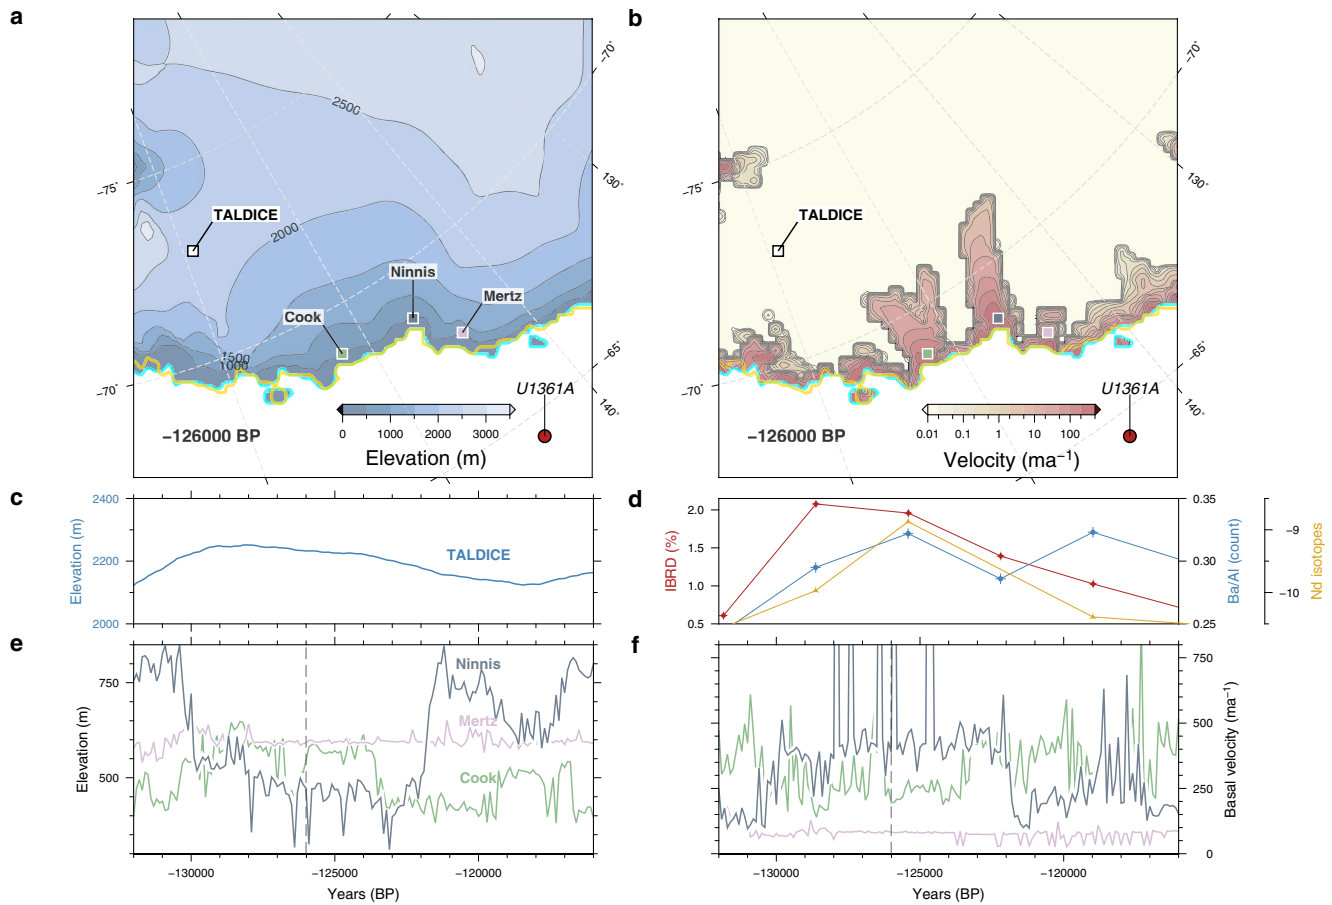 a
2500
2000
1500
1000
TALDICE
Ninnis
Mertz
Cook
−70°
130°
−65°
140°
−75°
−70°
U1361A
−126000 BP
0 1000 2000 3000
Elevation (m)
b
TALDICE
−70°
130°
−65°
140°
−75°
−70°
U1361A
−126000 BP
0.01 0.1 1 10 100
Velocity (ma⁻¹)
c
2400
2200
2000
Elevation (m)
TALDICE
d
2.0
1.5
1.0
0.5
IBRD (%)
0.35
0.30
0.25
Ba/Al (count)
−9
−10
Nd isotopes
e
750
500
Elevation (m)
Ninnis
Mertz
Cook
−130000 −125000 −120000
Years (BP)
f
750
500
250
0
Basal velocity (ma⁻¹)
−130000 −125000 −120000
Years (BP)